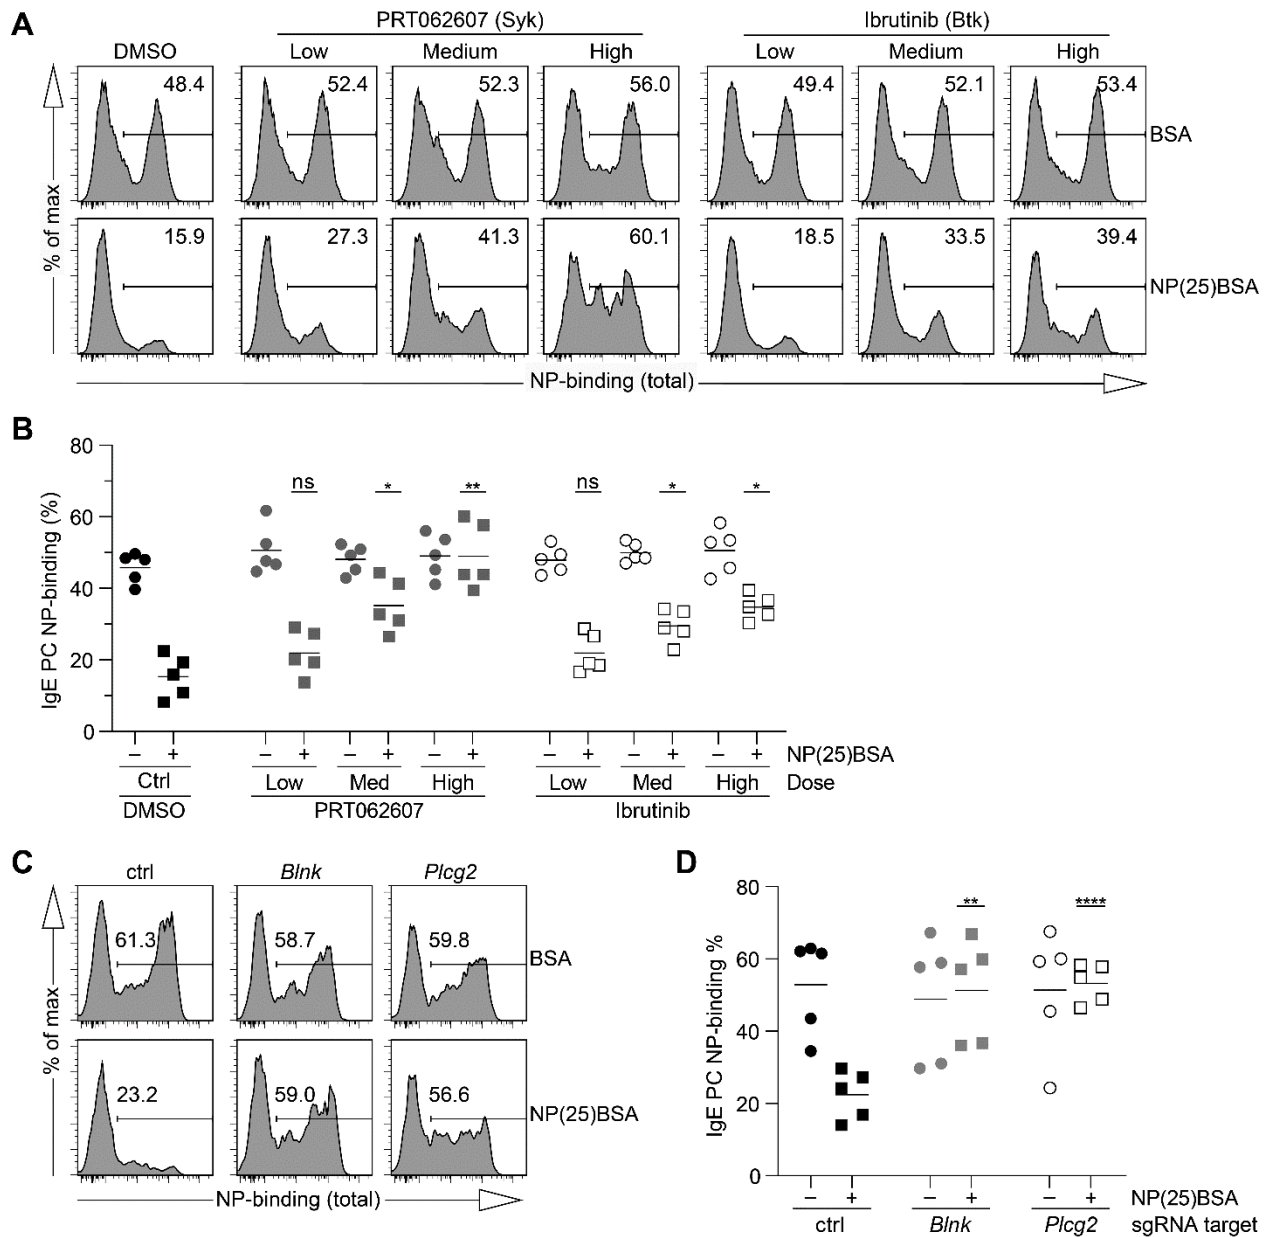 A
PRT062607 (Syk)
Ibrutinib (Btk)
DMSO
Low
Medium
High
Low
Medium
High
48.4
52.4
52.3
56.0
49.4
52.1
53.4
BSA
15.9
27.3
41.3
60.1
18.5
33.5
39.4
NP(25)BSA
% of max
NP-binding (total)
B
IgE PC NP-binding (%)
80
60
40
20
0
ns
*
**
ns
*
*
– + – + – + – + – + – + – + NP(25)BSA
Ctrl Low Med High Low Med High Dose
DMSO PRT062607 Ibrutinib
C
ctrl Blnk Plcg2
61.3 58.7 59.8 BSA
23.2 59.0 56.6 NP(25)BSA
% of max
NP-binding (total)
D
IgE PC NP-binding %
80
60
40
20
0
**
****
– + – + – + NP(25)BSA
ctrl Blnk Plcg2 sgRNA target